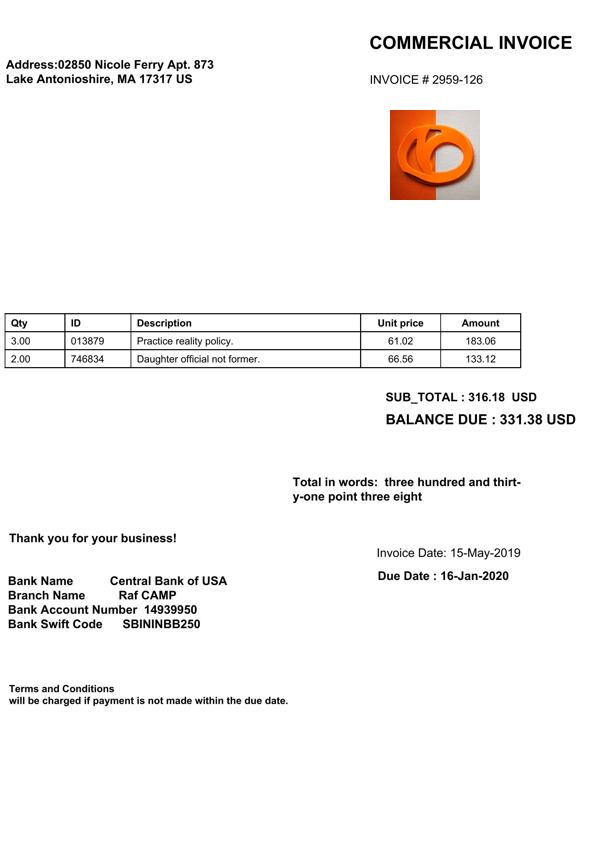 COMMERCIAL INVOICE
Address:02850 Nicole Ferry Apt. 873
Lake Antonioshire, MA 17317 US
INVOICE # 2959-126
Qty ID Description Unit price Amount
3.00 013879 Practice reality policy. 61.02 183.06
2.00 746834 Daughter official not former. 66.56 133.12
SUB_TOTAL : 316.18 USD
BALANCE DUE : 331.38 USD
Total in words: three hundred and thirt-
y-one point three eight
Thank you for your business!
Invoice Date: 15-May-2019
Due Date : 16-Jan-2020
Bank Name Central Bank of USA
Branch Name Raf CAMP
Bank Account Number 14939950
Bank Swift Code SBININBB250
Terms and Conditions
will be charged if payment is not made within the due date.